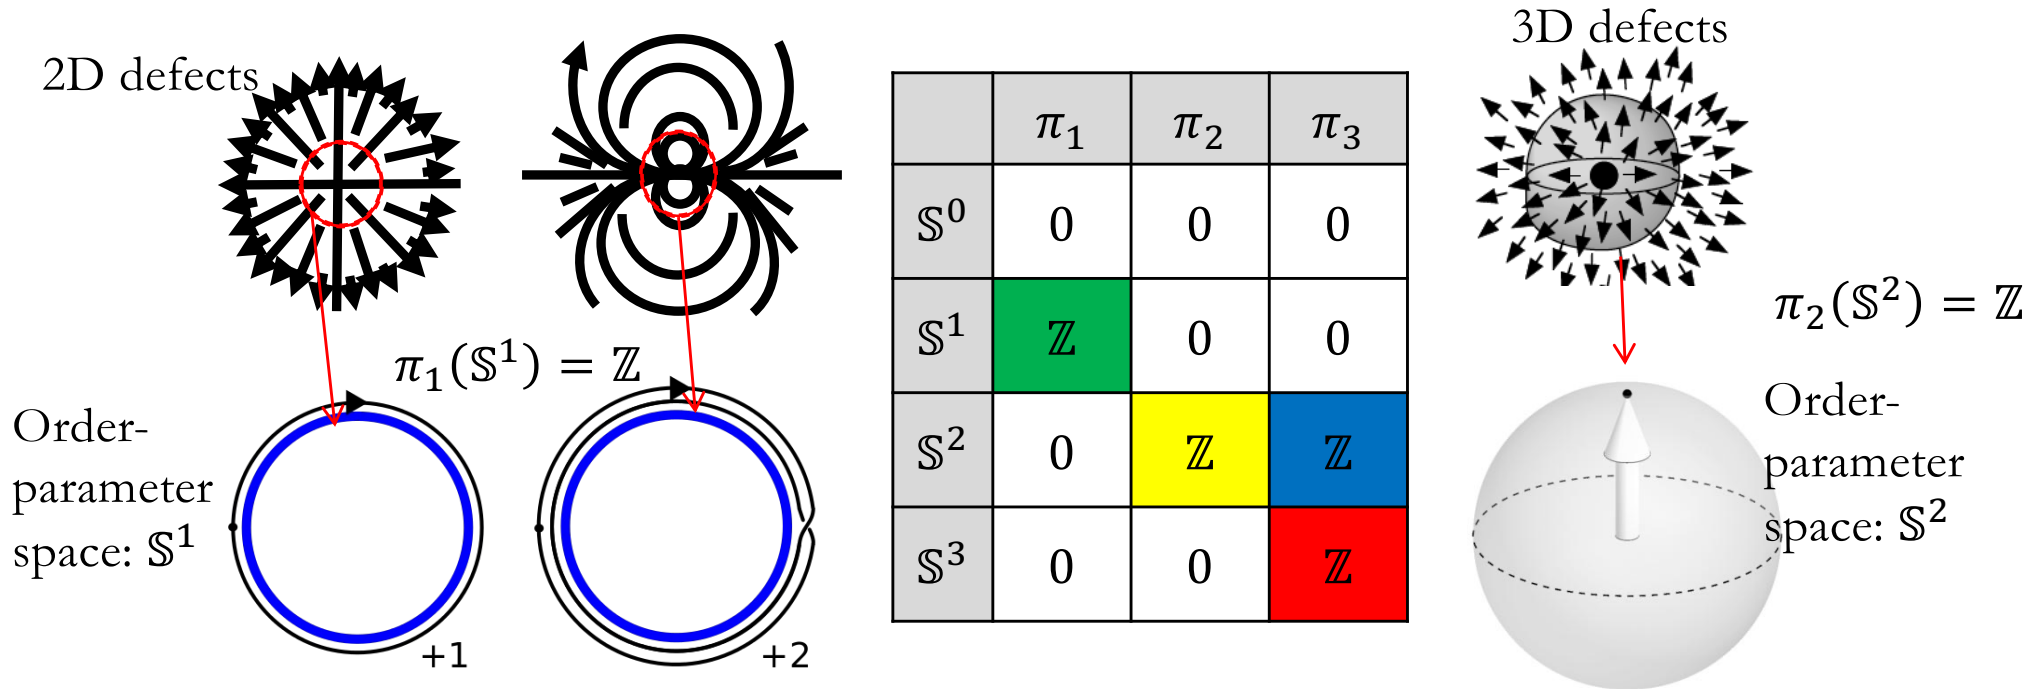 2D defects
π₁(𝕊¹) = ℤ
Order-
parameter
space: 𝕊¹
+1
+2
π₁ π₂ π₃
𝕊⁰ 0 0 0
𝕊¹ ℤ 0 0
𝕊² 0 ℤ ℤ
𝕊³ 0 0 ℤ
3D defects
π₂(𝕊²) = ℤ
Order-
parameter
space: 𝕊²